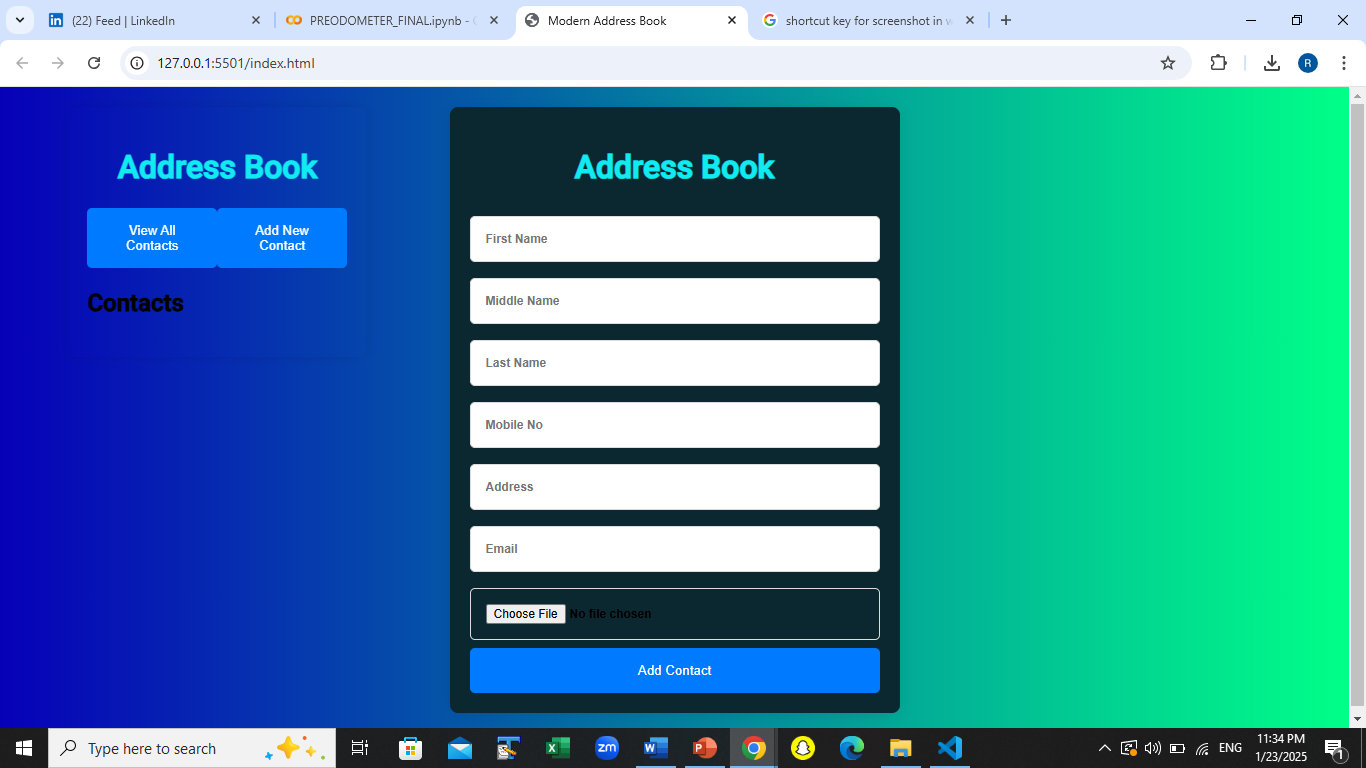 (22) Feed | LinkedIn
PREODOMETER_FINAL.ipynb -
Modern Address Book
shortcut key for screenshot in
127.0.0.1:5501/index.html
R
Address Book
View All
Contacts
Add New
Contact
Contacts
Address Book
First Name
Middle Name
Last Name
Mobile No
Address
Email
Choose File No file chosen
Add Contact
Type here to search
zm
ENG
11:34 PM
1/23/2025
1